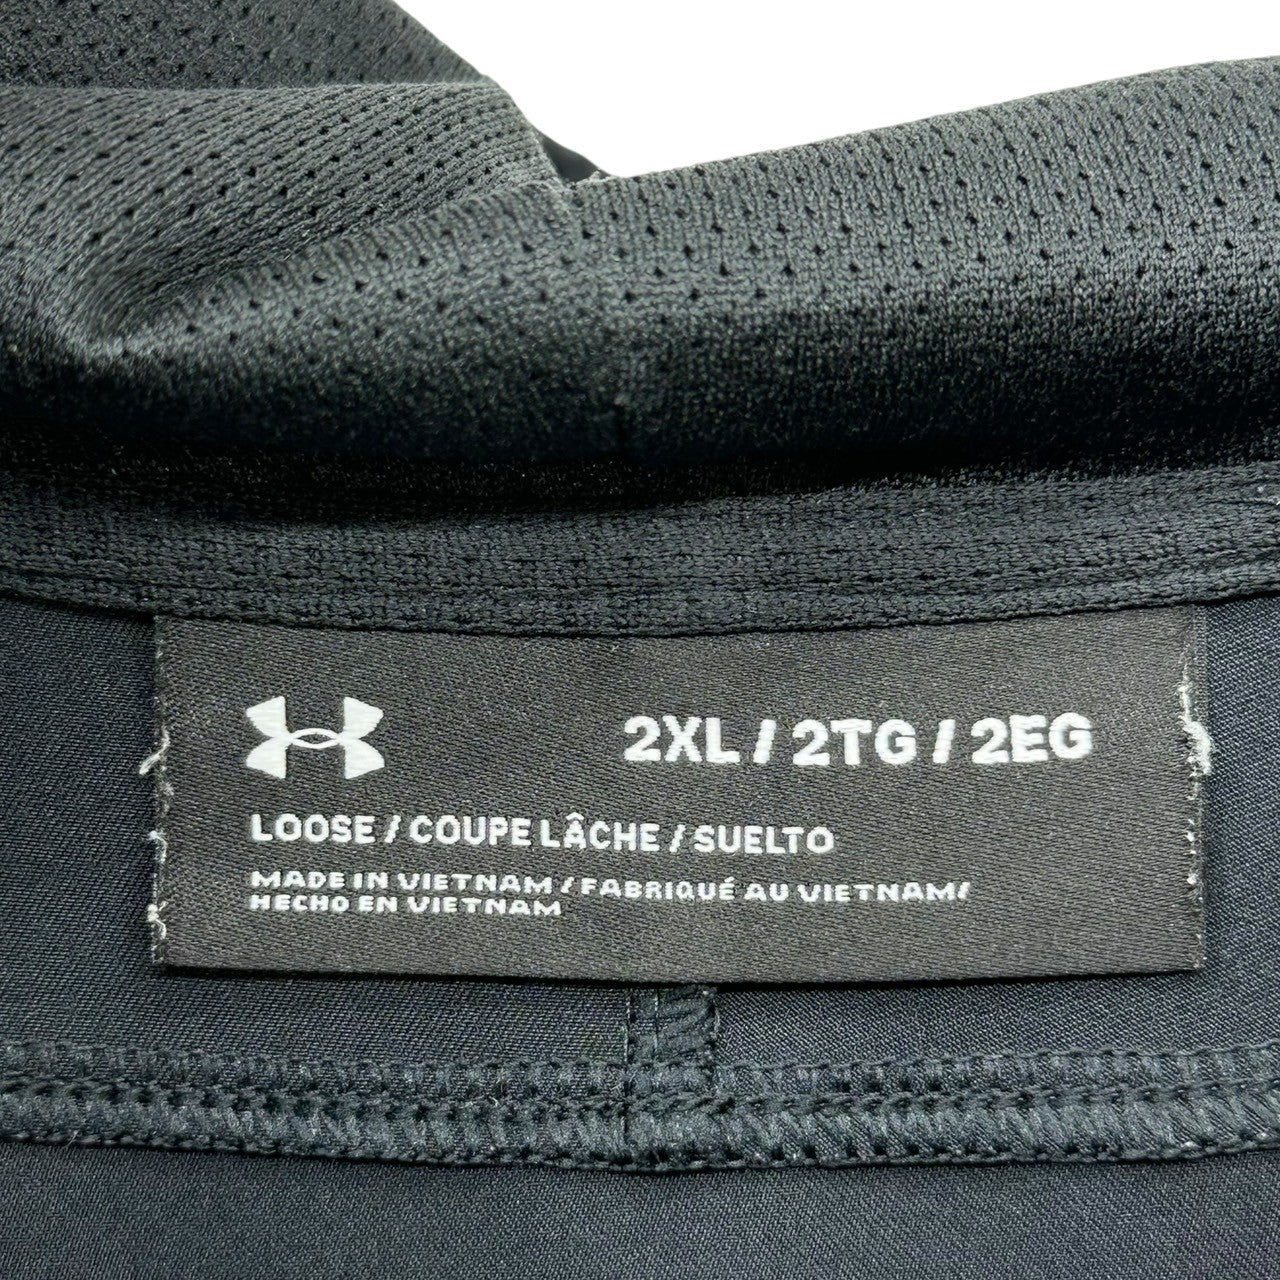 2XL / 2TG / 2EG
LOOSE / COUPE LÂCHE / SUELTO
MADE IN VIETNAM / FABRIQUÉ AU VIETNAM/
HECHO EN VIETNAM